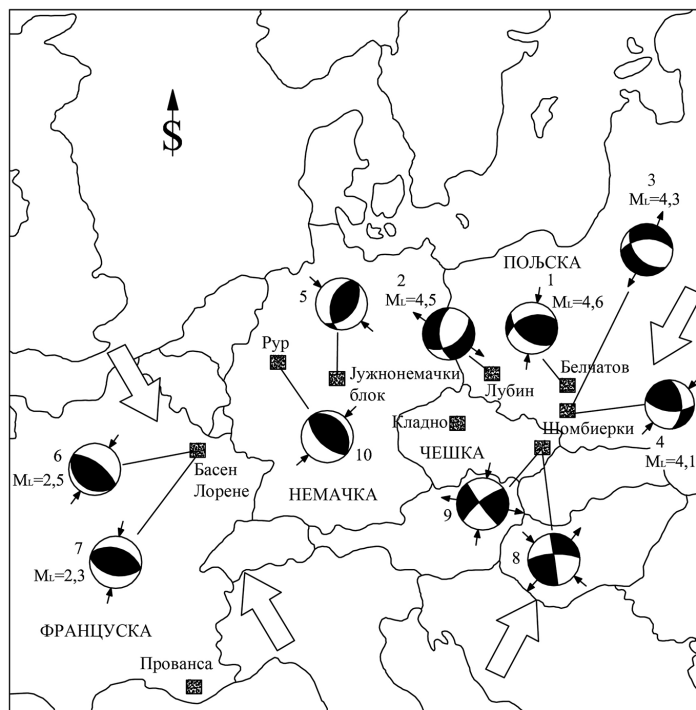 S
3
ML=4,3
ПОЉСКА
1
ML=4,6
2
ML=4,5
5
Рур
Јужнонемачки
блок
Лубин
Белчатов
Шомбиерки
4
ML=4,1
Кладно
ЧЕШКА
10
НЕМАЧКА
6
ML=2,5
Басен
Лорене
9
8
7
ML=2,3
ФРАНЦУСКА
Прованса